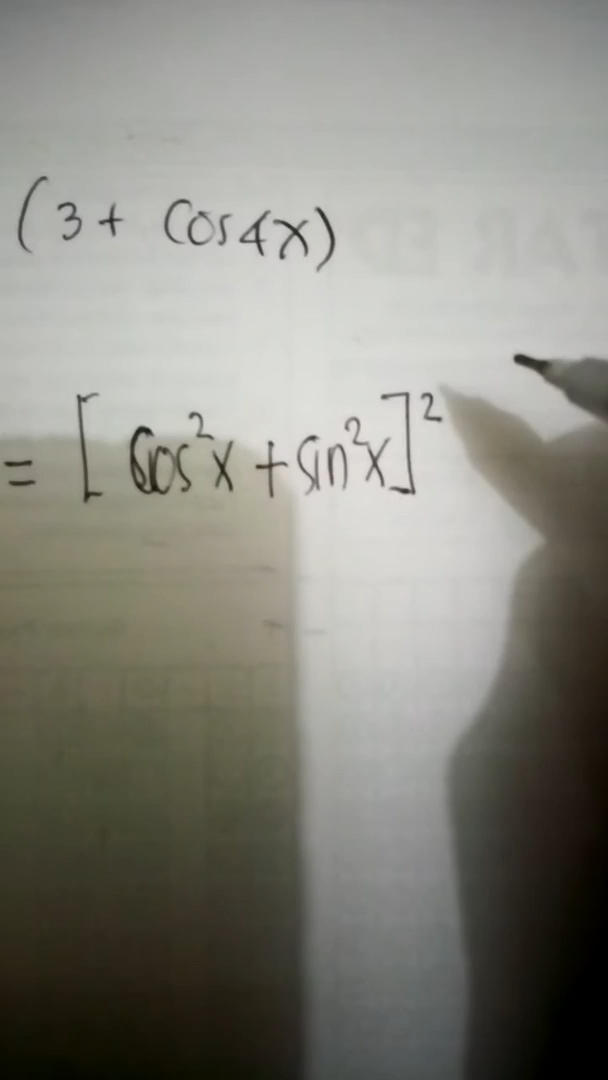 (3 + Cos4x)
= [Cos²x + sin²x]²